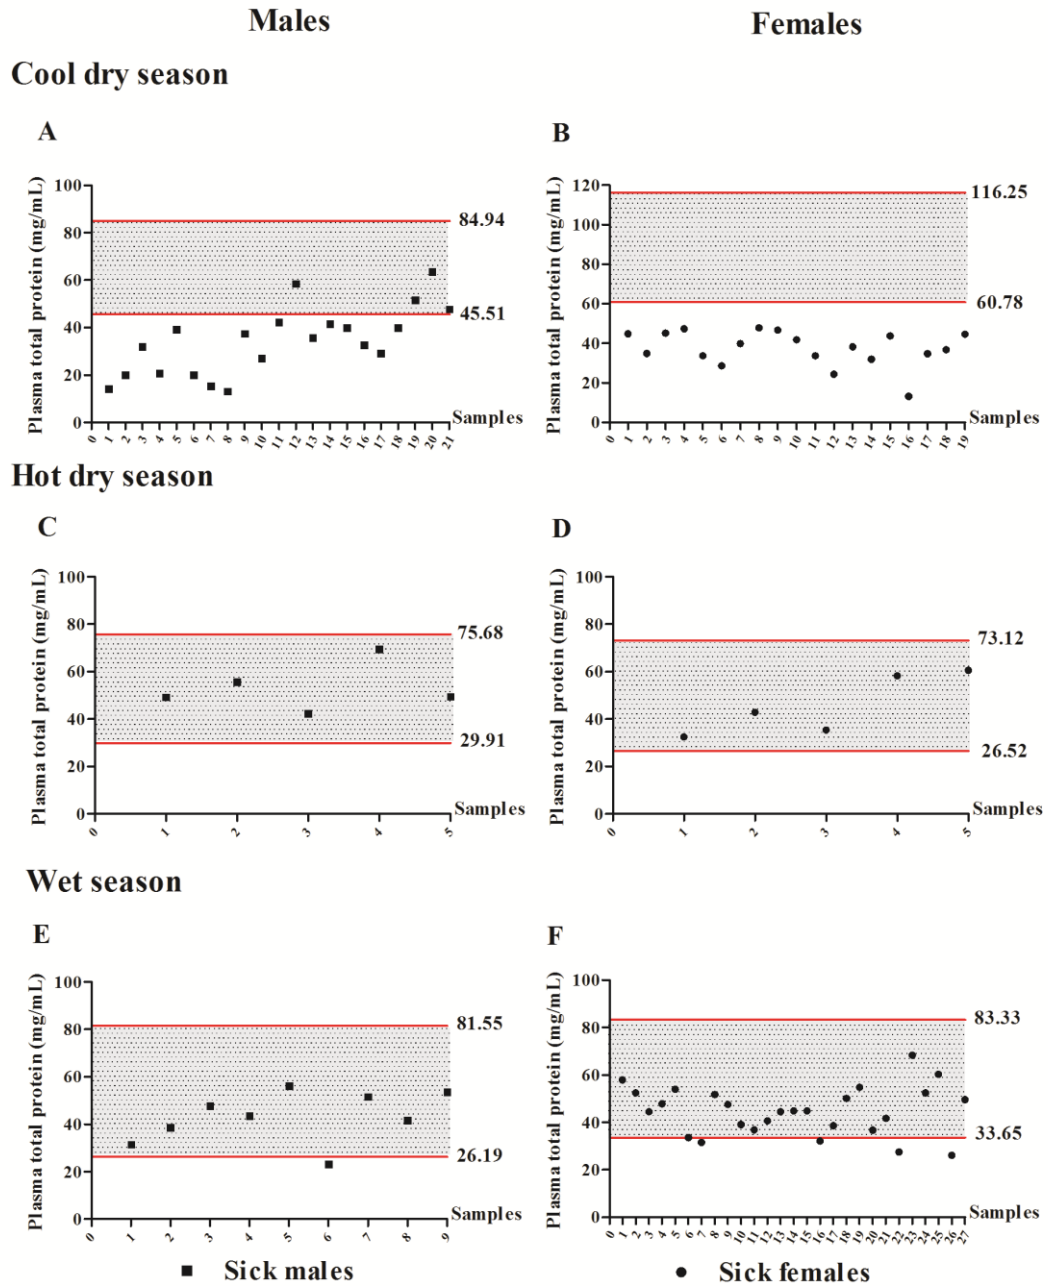 Males
Females
Cool dry season
A
Plasma total protein (mg/mL)
100
80
60
40
20
0
84.94
45.51
Samples
0 1 2 3 4 5 6 7 8 9 10 11 12 13 14 15 16 17 18 19 20 21
B
Plasma total protein (mg/mL)
120
100
80
60
40
20
0
116.25
60.78
Samples
0 1 2 3 4 5 6 7 8 9 10 11 12 13 14 15 16 17 18 19
Hot dry season
C
Plasma total protein (mg/mL)
100
80
60
40
20
0
75.68
29.91
Samples
0 1 2 3 4 5
D
Plasma total protein (mg/mL)
100
80
60
40
20
0
73.12
26.52
Samples
0 1 2 3 4 5
Wet season
E
Plasma total protein (mg/mL)
100
80
60
40
20
0
81.55
26.19
Samples
0 1 2 3 4 5 6 7 8 9
F
Plasma total protein (mg/mL)
100
80
60
40
20
0
83.33
33.65
Samples
0 1 2 3 4 5 6 7 8 9 10 11 12 13 14 15 16 17 18 19 20 21 22 23 24 25 26 27
Sick males
Sick females